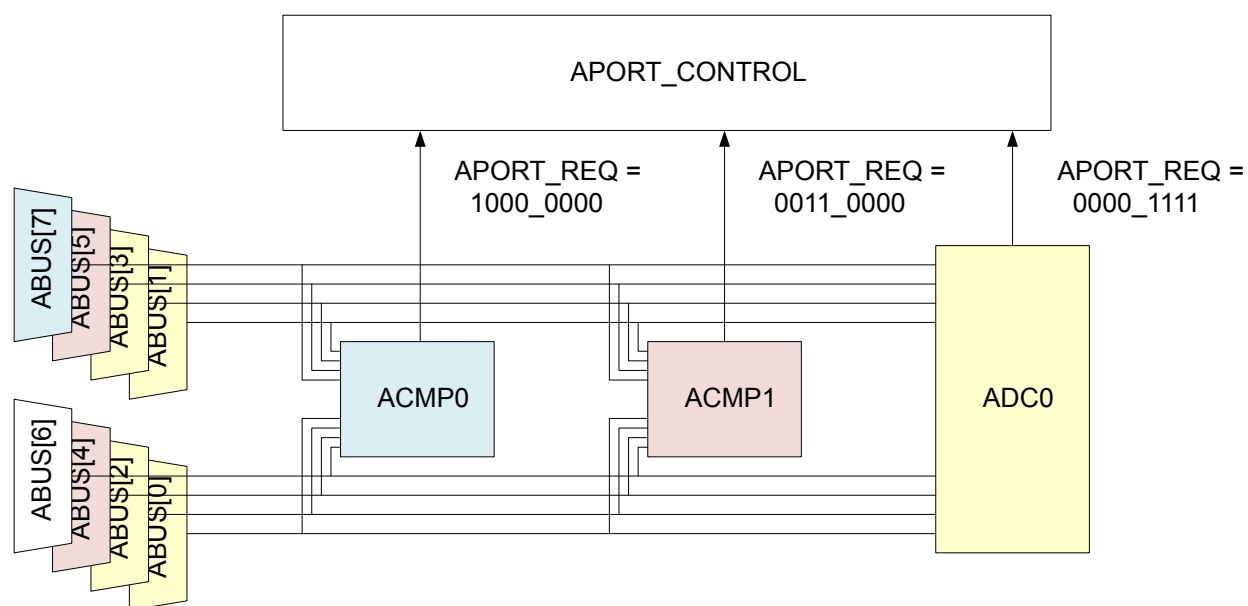 APORT_CONTROL
APORT_REQ =
1000_0000
APORT_REQ =
0011_0000
APORT_REQ =
0000_1111
ABUS[7]
ABUS[5]
ABUS[3]
ABUS[1]
ACMP0
ACMP1
ADC0
ABUS[6]
ABUS[4]
ABUS[2]
ABUS[0]